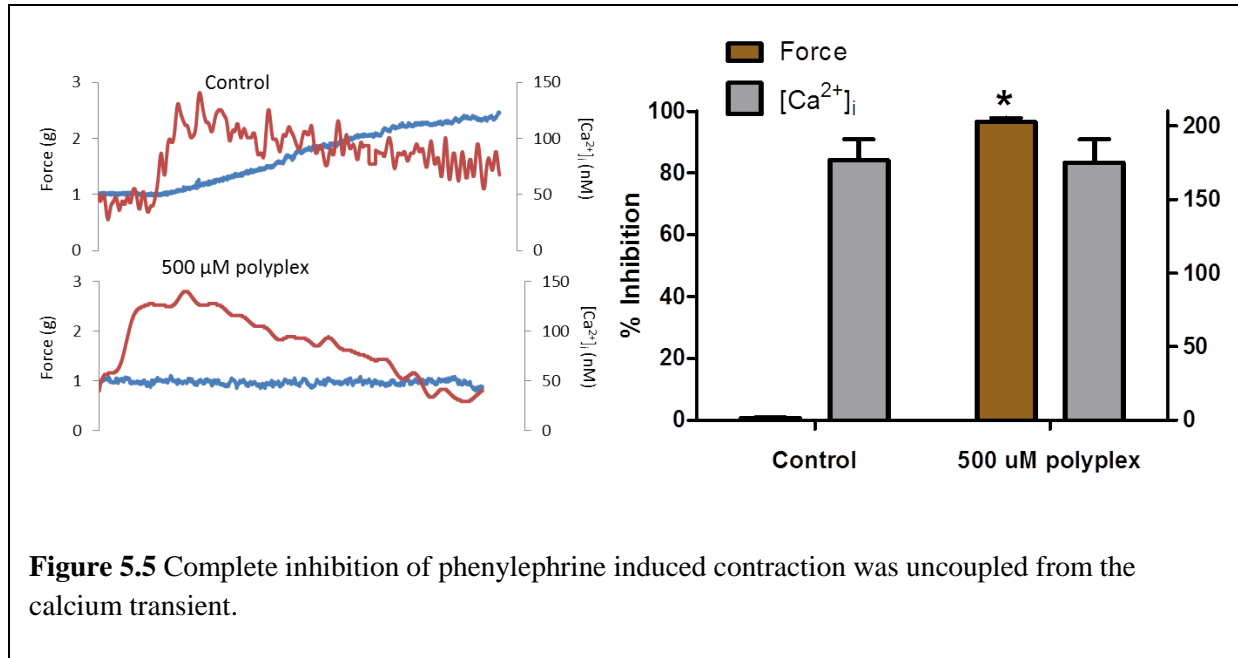 Control
3
2
1
0
Force (g)
150
100
50
0
[Ca2+]i (nM)
500 µM polyplex
3
2
1
0
Force (g)
150
100
50
0
[Ca2+]i (nM)
Force
[Ca2+]i
100
80
60
40
20
0
% Inhibition
*
200
150
100
50
0
Control
500 uM polyplex
Figure 5.5 Complete inhibition of phenylephrine induced contraction was uncoupled from the
calcium transient.